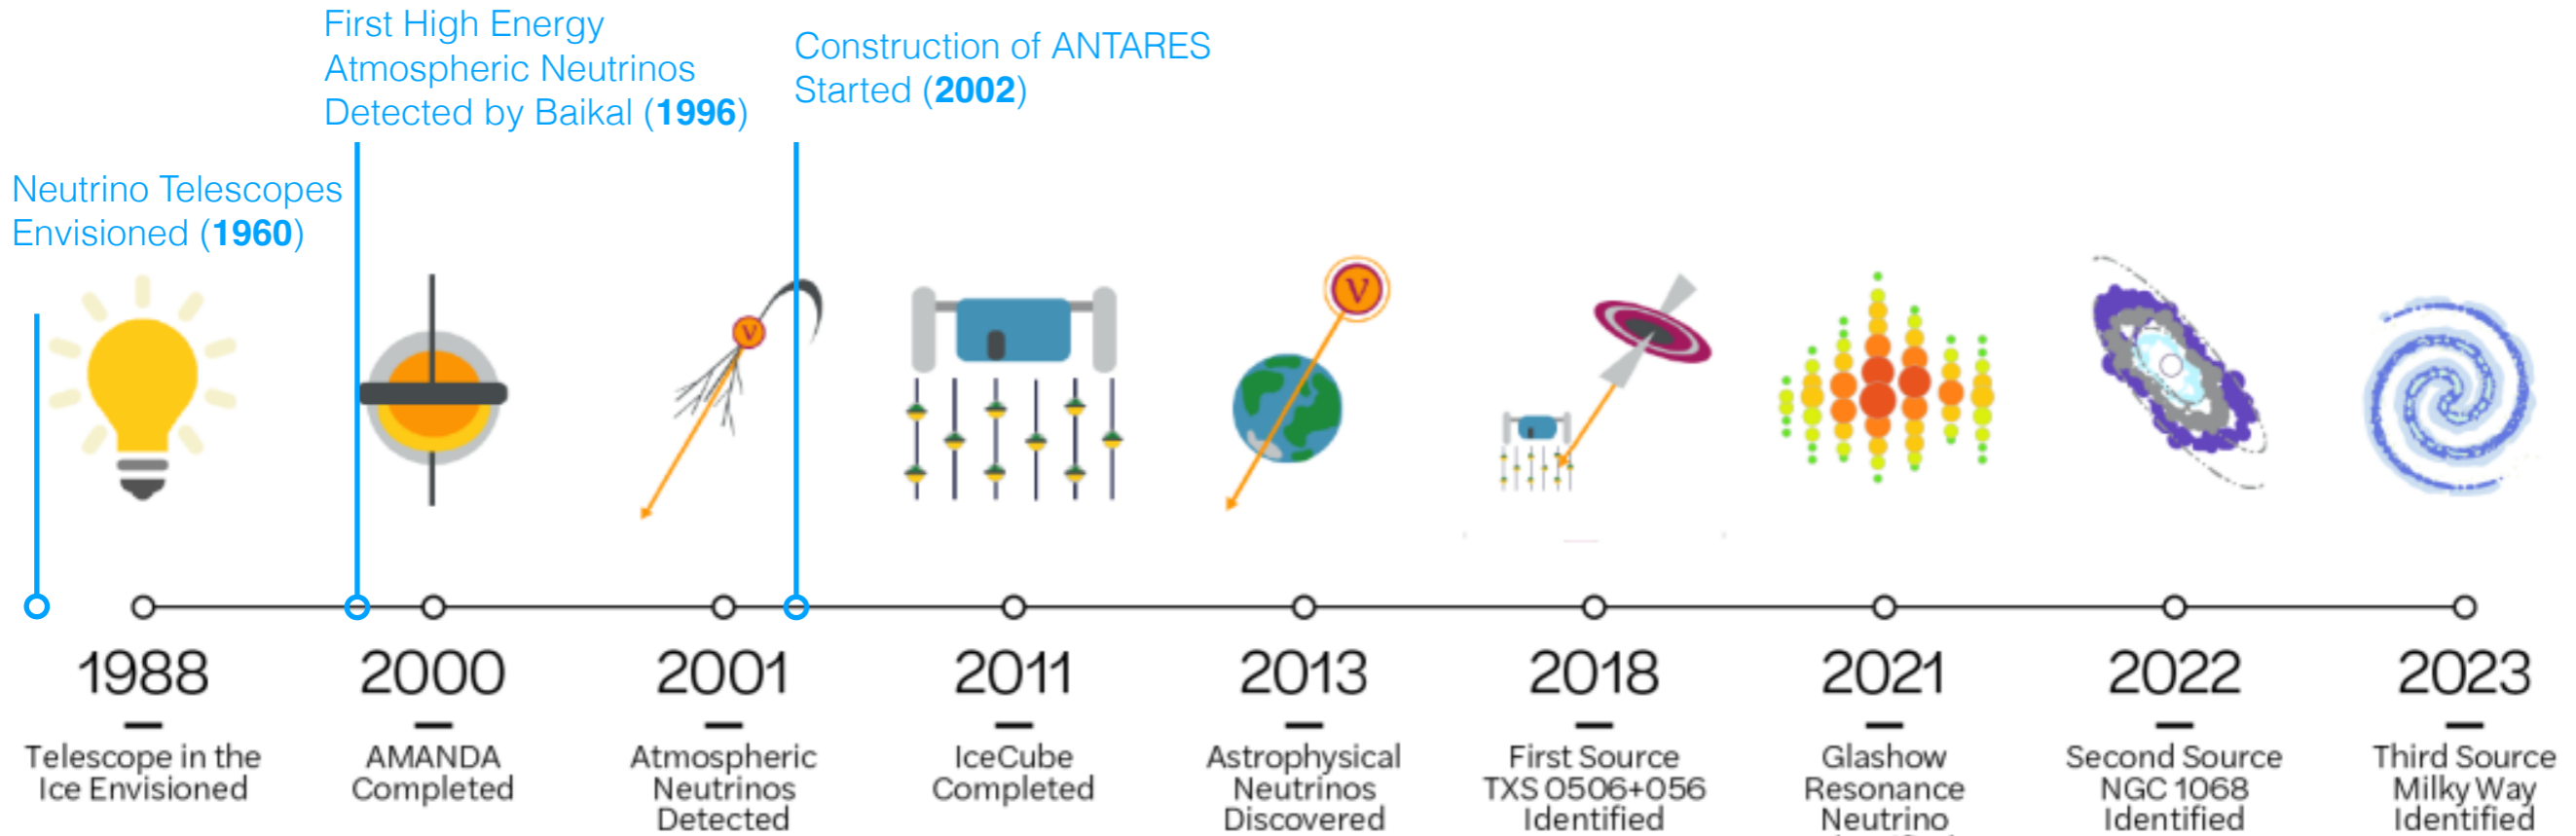 First High Energy
Atmospheric Neutrinos
Detected by Baikal (1996)
Construction of ANTARES
Started (2002)
Neutrino Telescopes
Envisioned (1960)
ν
ν
1988
Telescope in the
Ice Envisioned
2000
AMANDA
Completed
2001
Atmospheric
Neutrinos
Detected
2011
IceCube
Completed
2013
Astrophysical
Neutrinos
Discovered
2018
First Source
TXS 0506+056
Identified
2021
Glashow
Resonance
Neutrino
2022
Second Source
NGC 1068
Identified
2023
Third Source
Milky Way
Identified